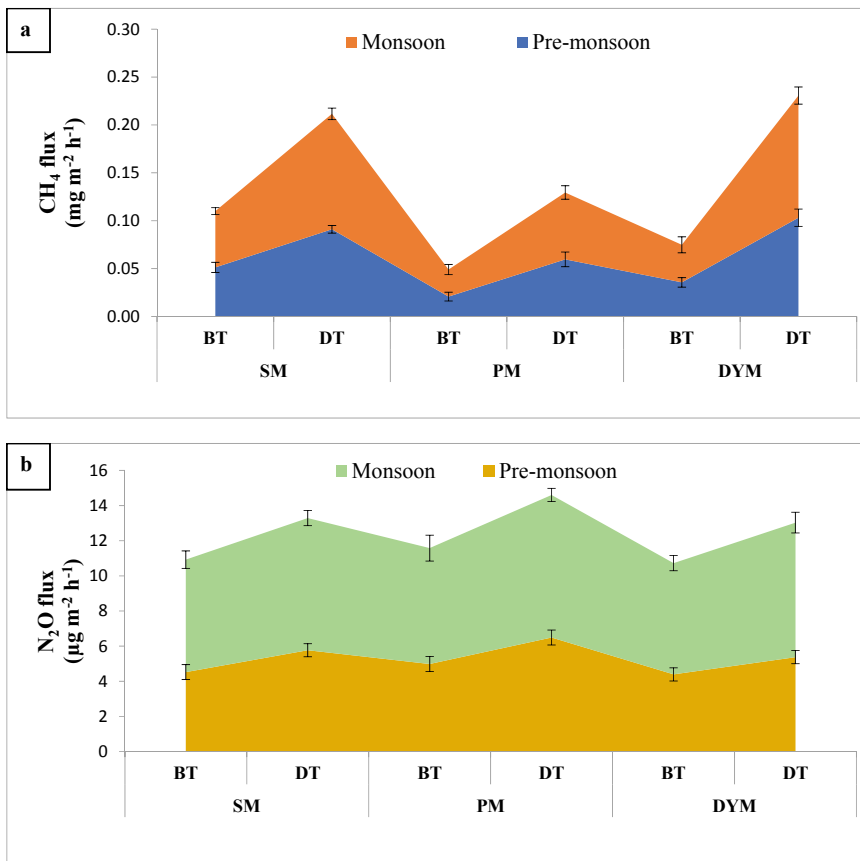 a
Monsoon Pre-monsoon
CH₄ flux
(mg m⁻² h⁻¹)
0.30
0.25
0.20
0.15
0.10
0.05
0.00
BT DT BT DT BT DT
SM PM DYM
b
Monsoon Pre-monsoon
N₂O flux
(µg m⁻² h⁻¹)
16
14
12
10
8
6
4
2
0
BT DT BT DT BT DT
SM PM DYM